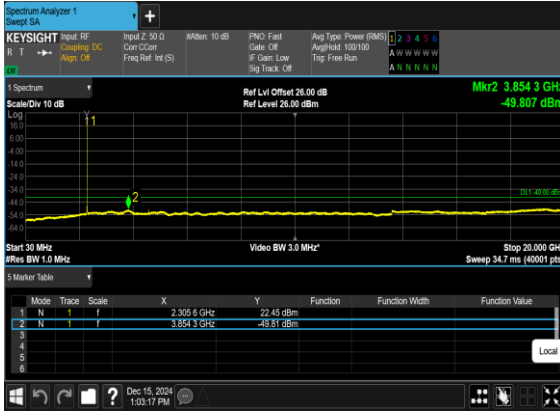 Spectrum Analyzer 1
Swept SA
+
KEYSIGHT Input: RF Input Z: 50 Ω #Atten: 10 dB PNO: Fast Avg Type: Power (RMS) 1 2 3 4 5 6
R T Coupling: DC Corr CCorr Gate: Off Avg|Hold: 100/100 A W W W W W
Align: Off Freq Ref: Int (S) IF Gain: Low Trig: Free Run
Sig Track: Off A N N N N N
1 Spectrum
Ref Lvl Offset 26.00 dB Mkr2 3.854 3 GHz
Scale/Div 10 dB Ref Level 26.00 dBm -49.807 dBm
Log
16.0
1
6.00
-4.00
-14.0
-24.0
-34.0
DL1 -40.00 dBm
-44.0
2
-54.0
-64.0
Start 30 MHz Video BW 3.0 MHz* Stop 20.000 GH
#Res BW 1.0 MHz Sweep 34.7 ms (40001 pts
5 Marker Table
Mode Trace Scale X Y Function Function Width Function Value
1 N 1 f 2.305 6 GHz 22.45 dBm
2 N 1 f 3.854 3 GHz -49.81 dBm
3
4
5
6
Local
?
Dec 15, 2024
1:03:17 PM